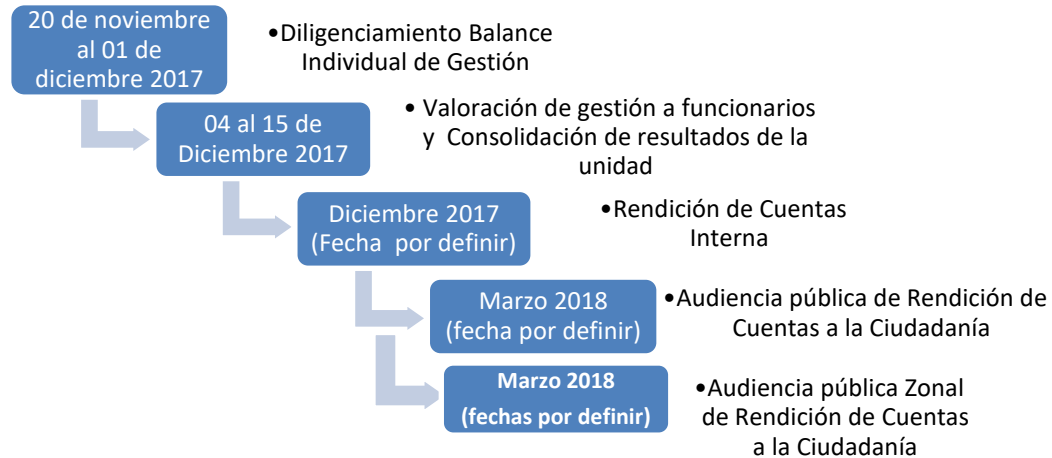 20 de noviembre
al 01 de
diciembre 2017
•Diligenciamiento Balance
Individual de Gestión
04 al 15 de
Diciembre 2017
• Valoración de gestión a funcionarios
y Consolidación de resultados de la
unidad
Diciembre 2017
(Fecha por definir)
•Rendición de Cuentas
Interna
Marzo 2018
(fecha por definir)
•Audiencia pública de Rendición de
Cuentas a la Ciudadanía
Marzo 2018
(fechas por definir)
•Audiencia pública Zonal
de Rendición de Cuentas
a la Ciudadanía